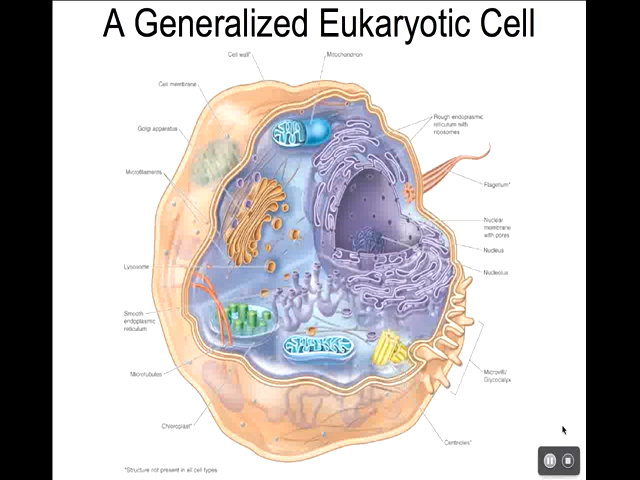 A Generalized Eukaryotic Cell
Cell wall*
Mitochondrion
Cell membrane
Golgi apparatus
Rough endoplasmic
reticulum with
ribosomes
Microfilaments
Flagellum*
Nuclear
membrane
with pores
Nucleus
Lysosome
Nucleolus
Smooth
endoplasmic
reticulum
Microtubules
Microvilli/
Glycocalyx
Chloroplast*
Centrioles*
*Structure not present in all cell types